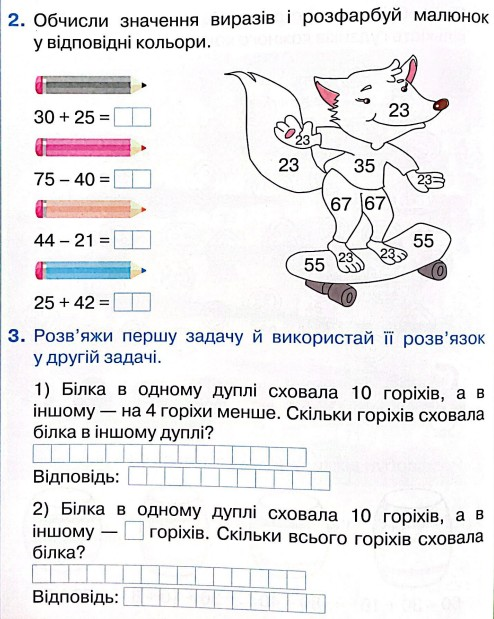 2. Обчисли значення виразів і розфарбуй малюнок
у відповідні кольори.
30 + 25 =
75 – 40 =
44 – 21 =
25 + 42 =
23
23
23
35
23
67 67
55
23
23
55
3. Розв’яжи першу задачу й використай її розв’язок
у другій задачі.
1) Білка в одному дуплі сховала 10 горіхів, а в
іншому — на 4 горіхи менше. Скільки горіхів сховала
білка в іншому дуплі?
Відповідь:
2) Білка в одному дуплі сховала 10 горіхів, а в
іншому — горіхів. Скільки всього горіхів сховала
білка?
Відповідь: